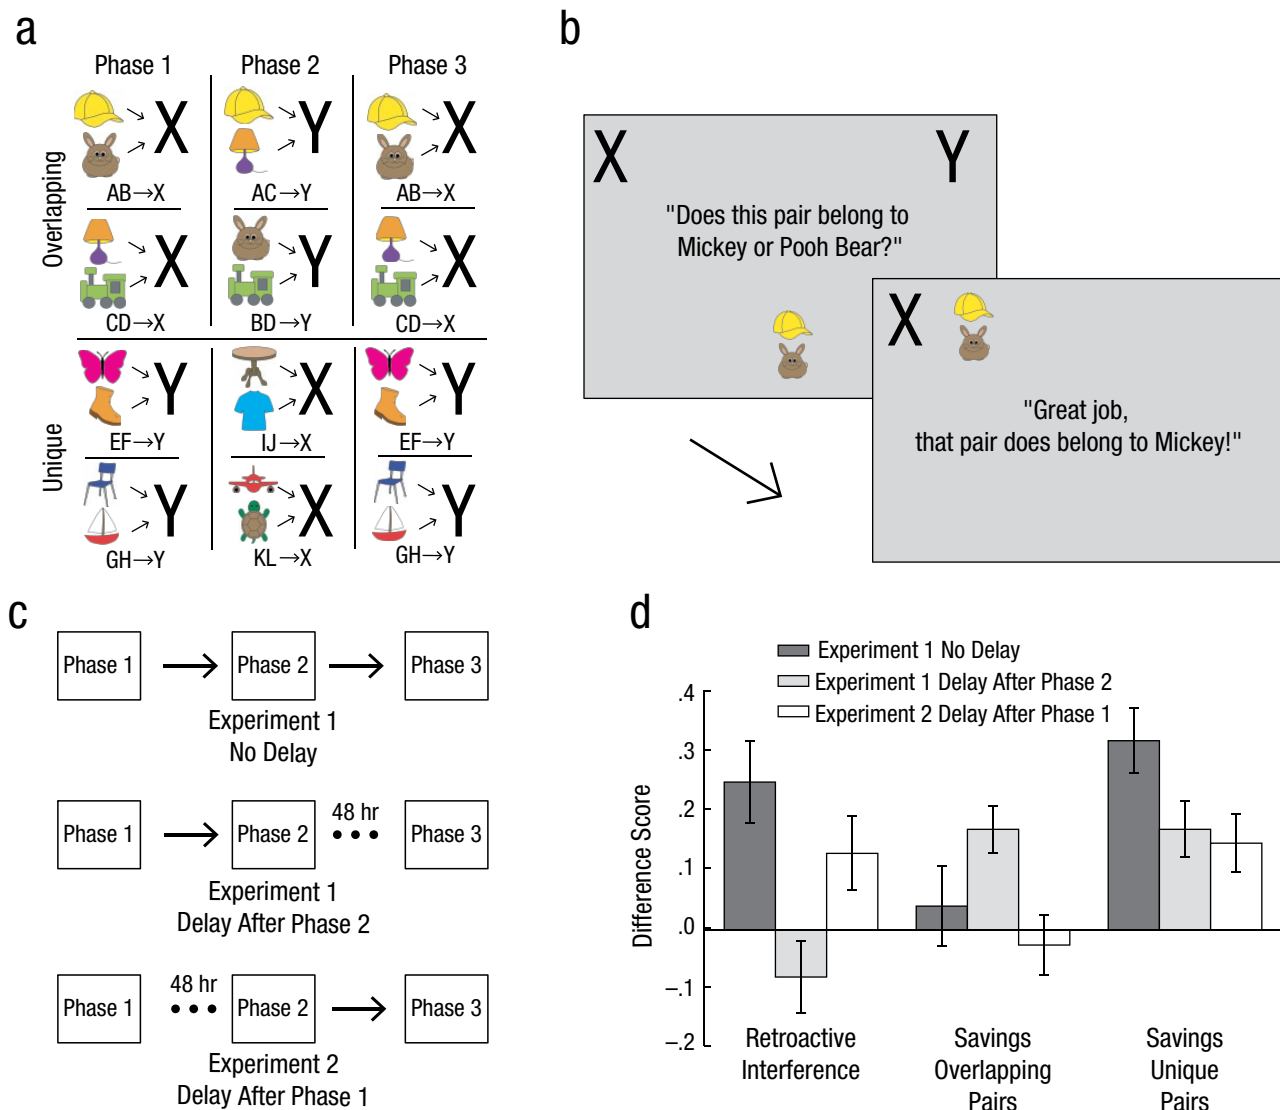 a
Phase 1 Phase 2 Phase 3
Overlapping
X Y X
AB→X AC→Y AB→X
X Y X
CD→X BD→Y CD→X
Unique
Y X Y
EF→Y IJ→X EF→Y
Y X Y
GH→Y KL→X GH→Y
b
X Y
"Does this pair belong to
Mickey or Pooh Bear?"
X
"Great job,
that pair does belong to Mickey!"
c
Phase 1 Phase 2 Phase 3
Experiment 1
No Delay
48 hr
Phase 1 Phase 2 Phase 3
Experiment 1
Delay After Phase 2
48 hr
Phase 1 Phase 2 Phase 3
Experiment 2
Delay After Phase 1
d
Experiment 1 No Delay
Experiment 1 Delay After Phase 2
Experiment 2 Delay After Phase 1
Difference Score
.4
.3
.2
.1
.0
–.1
–.2
Retroactive
Interference
Savings
Overlapping
Pairs
Savings
Unique
Pairs